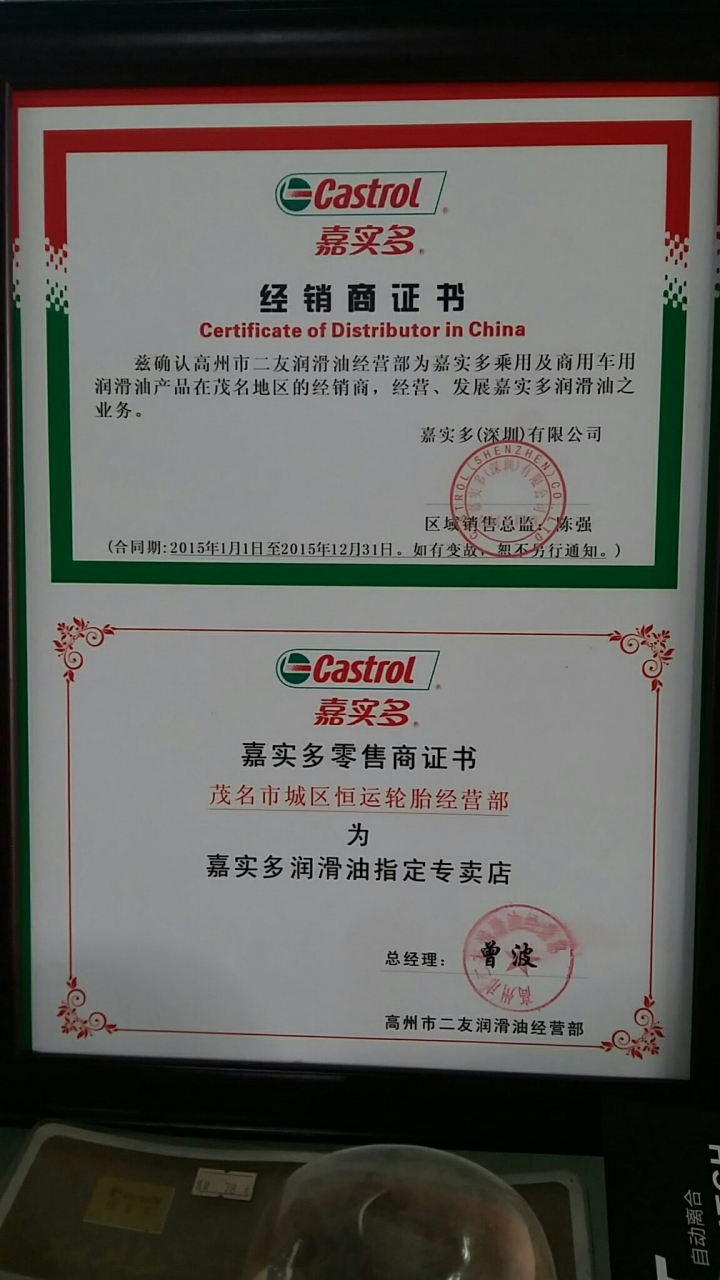 Castrol
嘉实多
经销商证书
Certificate of Distributor in China
兹确认高州市二友润滑油经营部为嘉实多乘用及商用车用
润滑油产品在茂名地区的经销商，经营、发展嘉实多润滑油之
业务。
嘉实多(深圳)有限公司
区域销售总监：陈强
(合同期:2015年1月1日至2015年12月31日。如有变故，恕不另行通知。)
Castrol
嘉实多
嘉实多零售商证书
茂名市城区恒运轮胎经营部
为
嘉实多润滑油指定专卖店
总经理：曾波
高州市二友润滑油经营部
自动离合